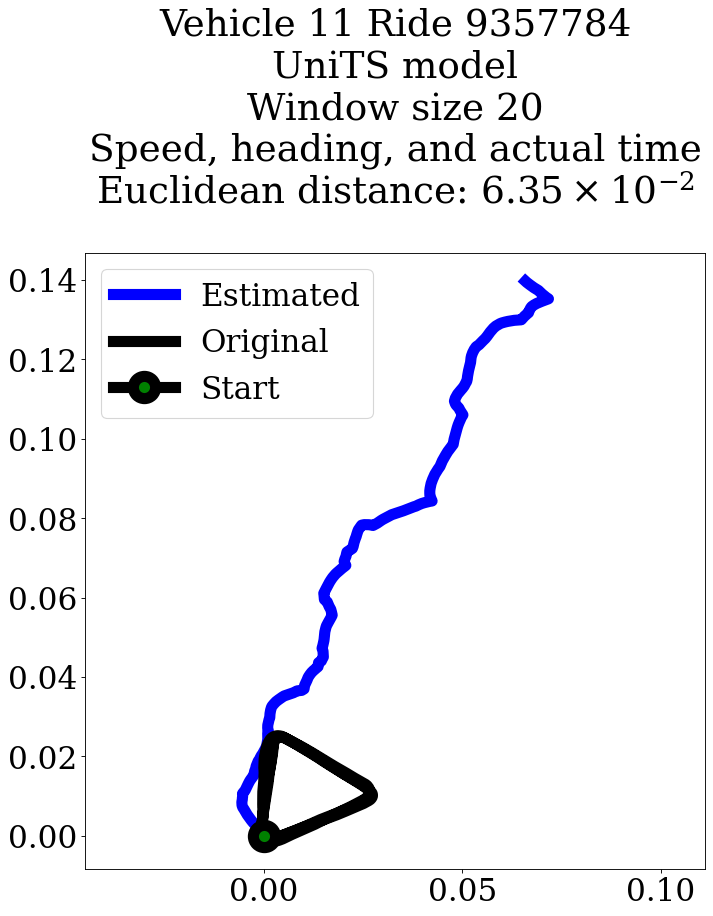 Vehicle 11 Ride 9357784
UniTS model
Window size 20
Speed, heading, and actual time
Euclidean distance: 6.35 × 10⁻²
0.14
0.12
0.10
0.08
0.06
0.04
0.02
0.00
Estimated
Original
Start
0.00 0.05 0.10